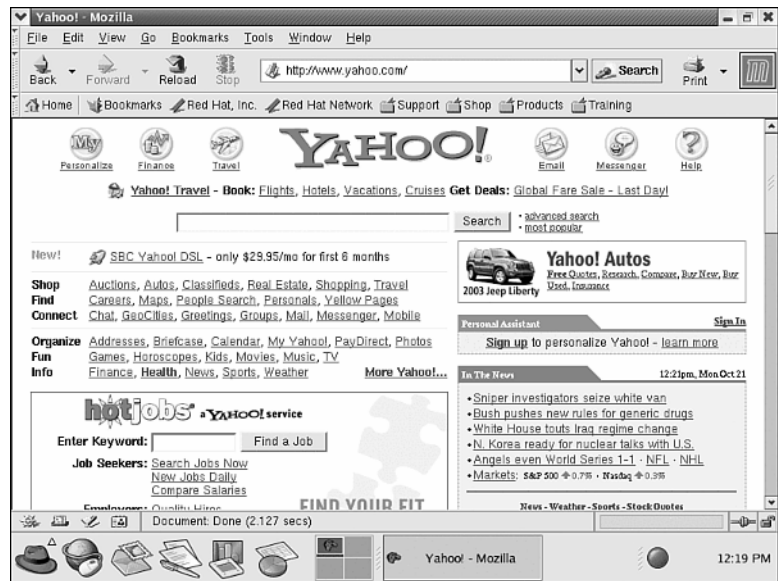 Yahoo! - Mozilla
File Edit View Go Bookmarks Tools Window Help
Back Forward Reload Stop http://www.yahoo.com/ Search Print
Home Bookmarks Red Hat, Inc. Red Hat Network Support Shop Products Training
My
Personalize Finance Travel YAHOO! Email Messenger Help
Yahoo! Travel - Book: Flights, Hotels, Vacations, Cruises Get Deals: Global Fare Sale - Last Day!
Search
· advanced search
· most popular
New! SBC Yahoo! DSL - only $29.95/mo for first 6 months
Shop Auctions, Autos, Classifieds, Real Estate, Shopping, Travel
Find Careers, Maps, People Search, Personals, Yellow Pages
Connect Chat, GeoCities, Greetings, Groups, Mail, Messenger, Mobile
Organize Addresses, Briefcase, Calendar, My Yahoo!, PayDirect, Photos
Fun Games, Horoscopes, Kids, Movies, Music, TV
Info Finance, Health, News, Sports, Weather More Yahoo!...
hotjobs a YAHOO! service
Enter Keyword: Find a Job
Job Seekers: Search Jobs Now
New Jobs Daily
Compare Salaries
Employers: Quality Hires
FIND YOUR FIT
2003 Jeep Liberty
Yahoo! Autos
Free Quotes, Research, Compare, Buy New, Buy
Used, Insurance
Personal Assistant Sign In
Sign up to personalize Yahoo! - learn more
In The News 12:21pm, Mon Oct 21
• Sniper investigators seize white van
• Bush pushes new rules for generic drugs
• White House touts Iraq regime change
• N. Korea ready for nuclear talks with U.S.
• Angels even World Series 1-1 · NFL · NHL
• Markets: S&P 500 +0.7% · Nasdaq +0.3%
News - Weather - Sports - Stock Quotes
Document: Done (2.127 secs)
Yahoo! - Mozilla 12:19 PM